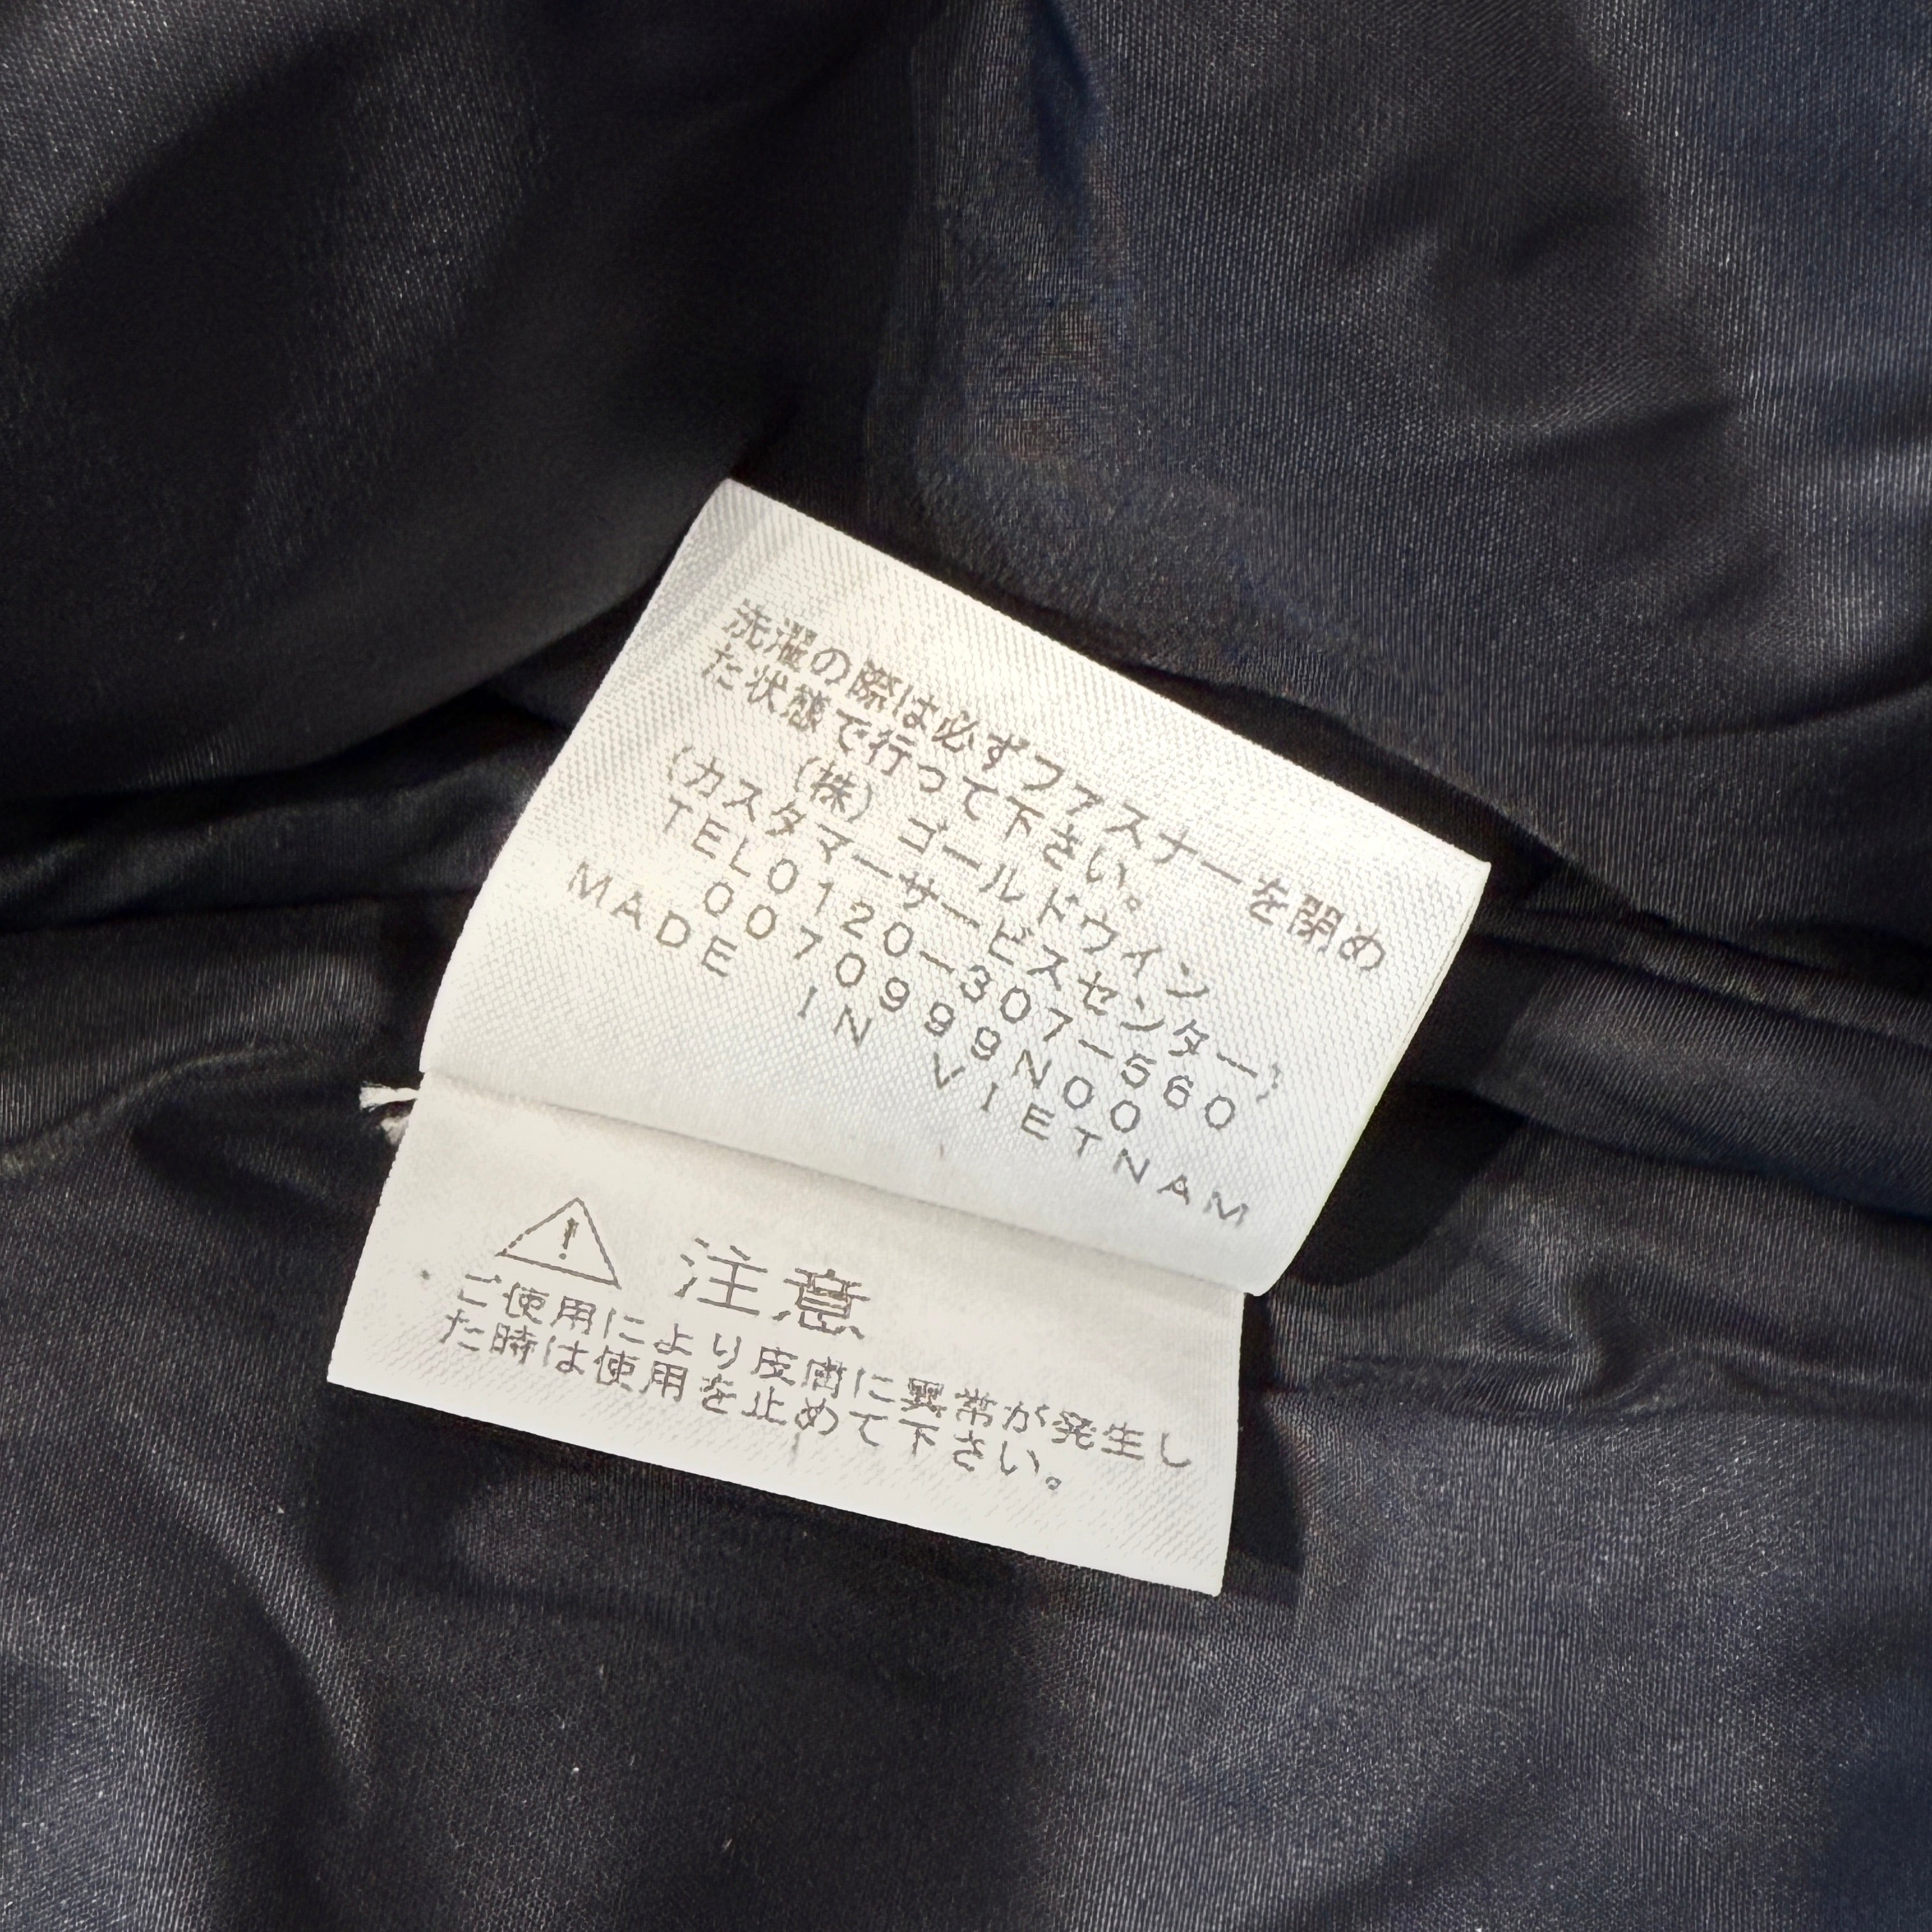 洗濯の際は必ずファスナーを閉め
た状態で行って下さい。
(株)ゴールドウイン
(カスタマーサービスセンター)
TEL0120-307-560
0070999N00
MADE IN VIETNAM
注意
ご使用により皮膚に異常が発生し
た時は使用を止めて下さい。